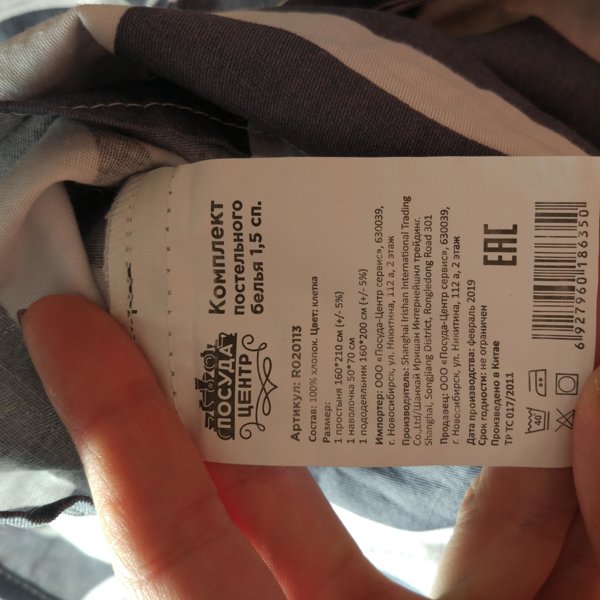 ПОСУДА
ЦЕНТР
Комплект
постельного
белья 1,5 сп.
Артикул: R020113
Состав: 100% хлопок. Цвет: клетка
Размер:
1 простыня 160*210 см (+/- 5%)
1 наволочка 50*70 см
1 пододеяльник 160*200 см (+/- 5%)
Импортер: ООО «Посуда-Центр сервис», 630039,
г. Новосибирск, ул. Никитина, 112 а, 2 этаж
Производитель: Shanghai Irishan International Trading
Co.,ltd/Шанхай Иришан Интернейшнл трейдинг.
Shanghai, Songjiang District, Rongledong Road 301
Продавец: ООО «Посуда-Центр сервис», 630039,
г. Новосибирск, ул. Никитина, 112 а, 2 этаж
Дата производства: февраль 2019
Срок годности: не ограничен
Произведено в Китае
ТР ТС 017/2011
40
EAC
6 927960 186350